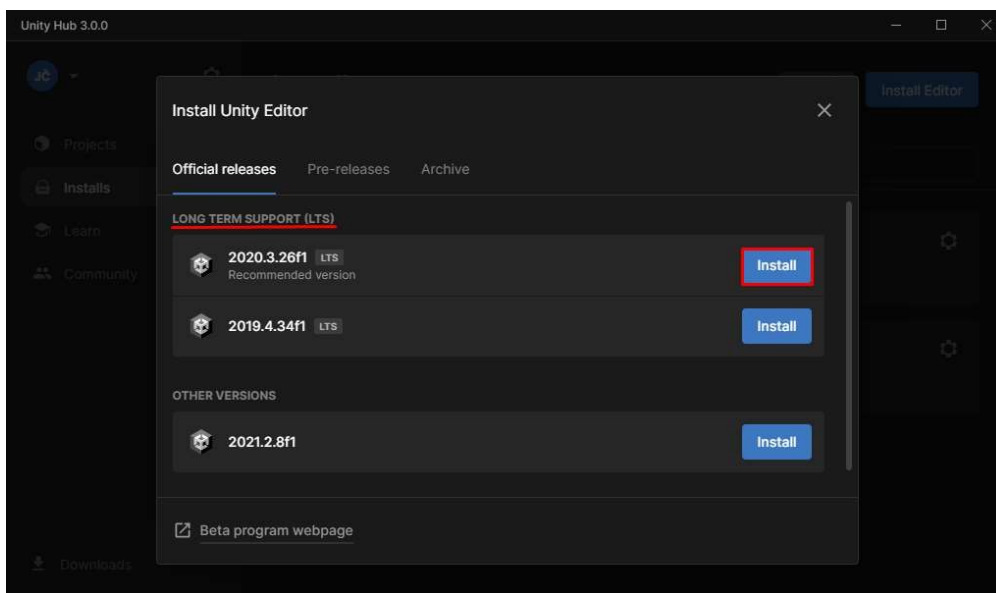 Unity Hub 3.0.0
JČ
Install Editor
Install Unity Editor
Projects
Official releases Pre-releases Archive
Installs
LONG TERM SUPPORT (LTS)
Learn
2020.3.26f1 LTS
Install
Recommended version
Community
2019.4.34f1 LTS
Install
OTHER VERSIONS
2021.2.8f1
Install
Beta program webpage
Downloads